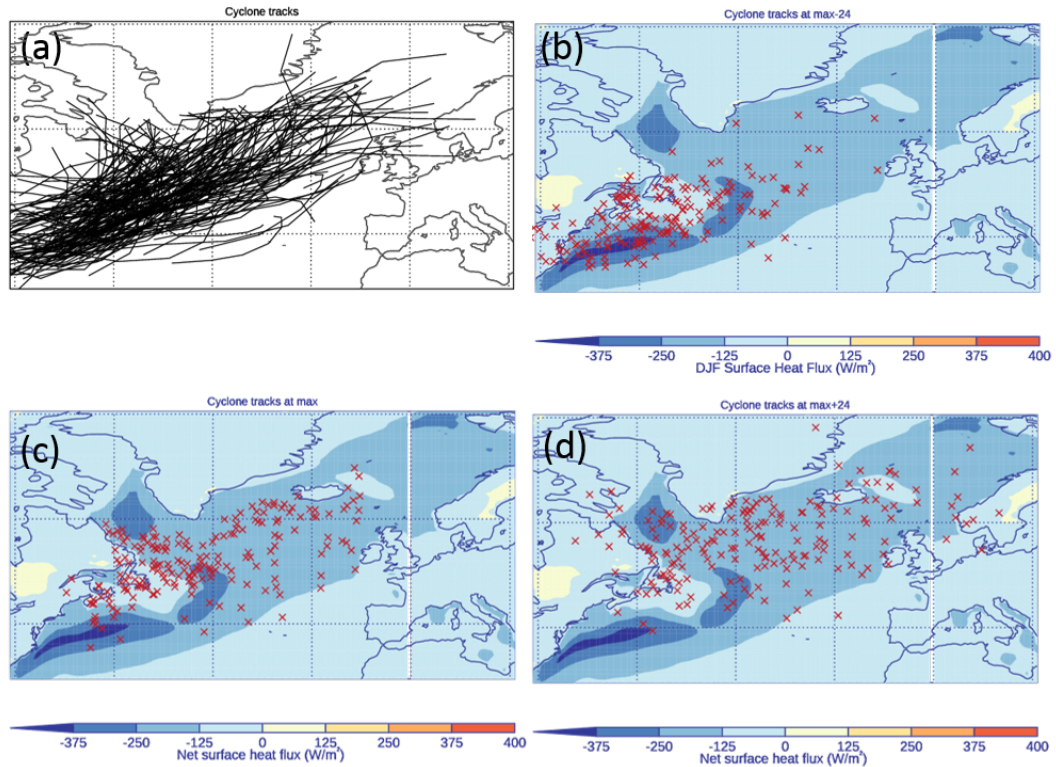 Cyclone tracks
(a)
Cyclone tracks at max-24
(b)
-375 -250 -125 0 125 250 375 400
DJF Surface Heat Flux (W/m²)
Cyclone tracks at max
(c)
-375 -250 -125 0 125 250 375 400
Net surface heat flux (W/m²)
Cyclone tracks at max+24
(d)
-375 -250 -125 0 125 250 375 400
Net surface heat flux (W/m²)